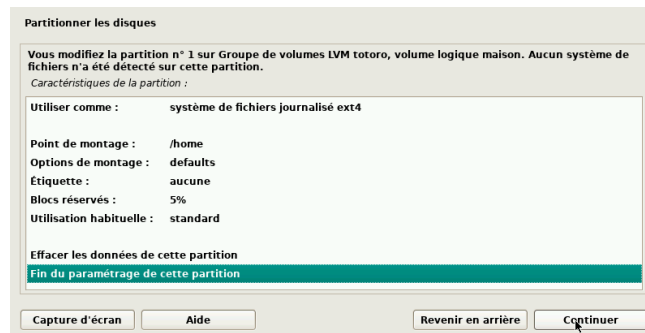 Partitionner les disques
Vous modifiez la partition n° 1 sur Groupe de volumes LVM totoro, volume logique maison. Aucun système de
fichiers n'a été détecté sur cette partition.
Caractéristiques de la partition :
Utiliser comme : système de fichiers journalisé ext4
Point de montage : /home
Options de montage : defaults
Étiquette : aucune
Blocs réservés : 5%
Utilisation habituelle : standard
Effacer les données de cette partition
Fin du paramétrage de cette partition
Capture d'écran Aide Revenir en arrière Continuer